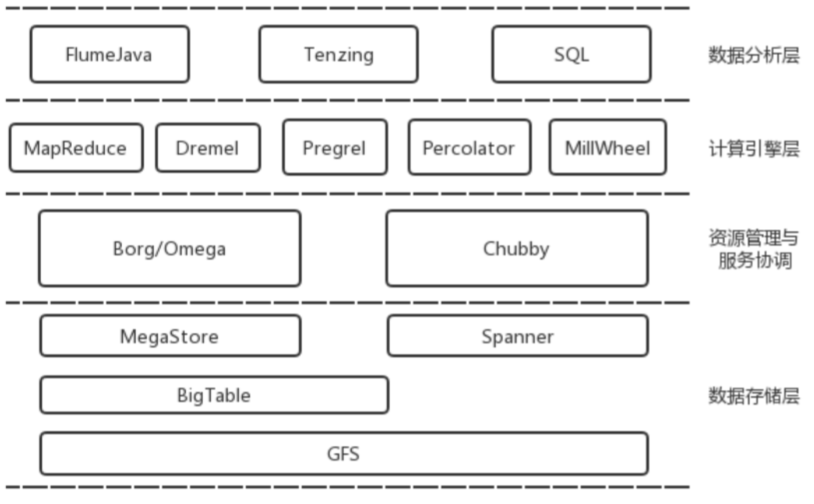 FlumeJava
Tenzing
SQL
数据分析层
MapReduce
Dremel
Pregrel
Percolator
MillWheel
计算引擎层
Borg/Omega
Chubby
资源管理与
服务协调
MegaStore
Spanner
BigTable
数据存储层
GFS